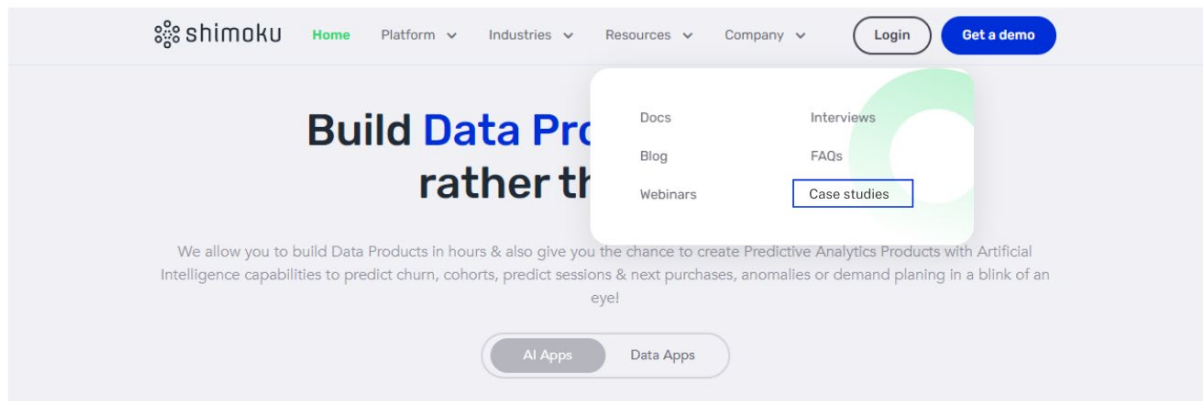 shimoku Home Platform Industries Resources Company Login Get a demo
Docs Interviews
Blog FAQs
Webinars Case studies
Build Data Pro
rather th
We allow you to build Data Products in hours & also give you the chance to create Predictive Analytics Products with Artificial
Intelligence capabilities to predict churn, cohorts, predict sessions & next purchases, anomalies or demand planing in a blink of an
eye!
AI Apps Data Apps